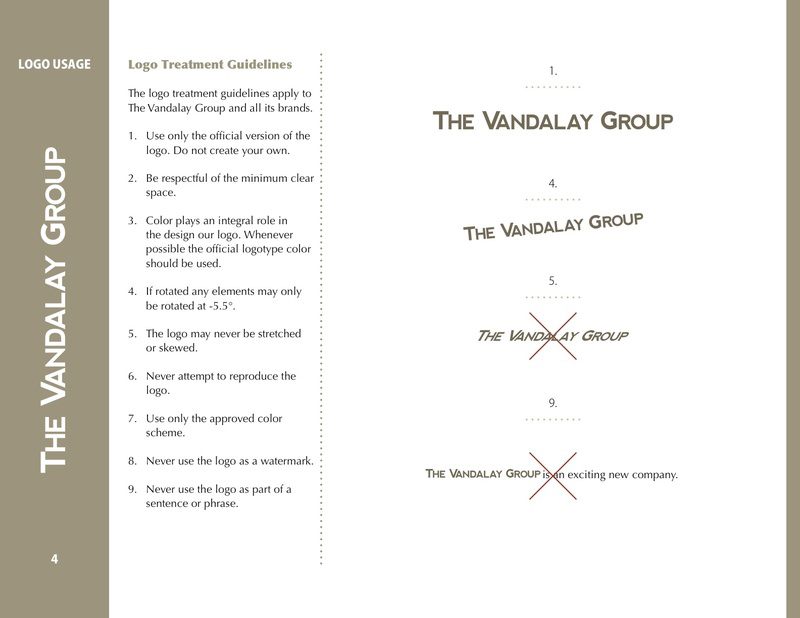 LOGO USAGE
THE VANDALAY GROUP
4
Logo Treatment Guidelines
The logo treatment guidelines apply to
The Vandalay Group and all its brands.
1. Use only the official version of the
logo. Do not create your own.
2. Be respectful of the minimum clear
space.
3. Color plays an integral role in
the design our logo. Whenever
possible the official logotype color
should be used.
4. If rotated any elements may only
be rotated at -5.5°.
5. The logo may never be stretched
or skewed.
6. Never attempt to reproduce the
logo.
7. Use only the approved color
scheme.
8. Never use the logo as a watermark.
9. Never use the logo as part of a
sentence or phrase.
1.
THE VANDALAY GROUP
4.
THE VANDALAY GROUP
5.
THE VANDALAY GROUP
9.
THE VANDALAY GROUP is an exciting new company.